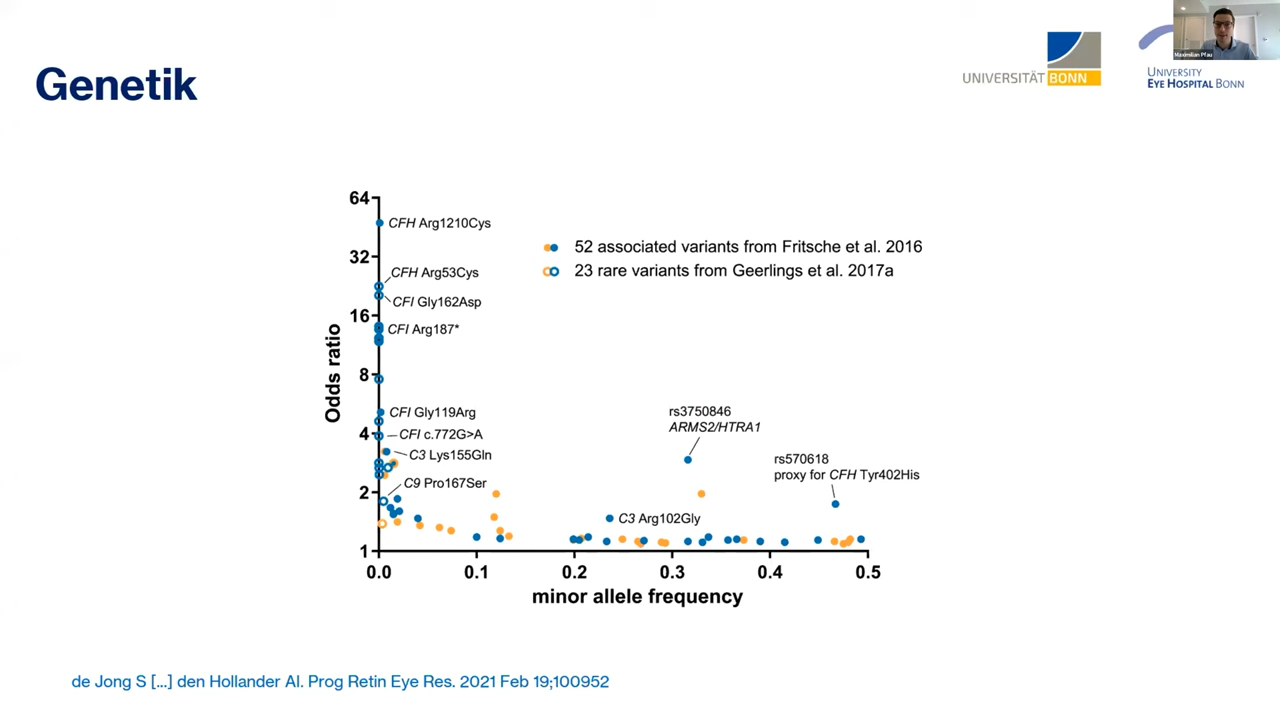 Genetik
UNIVERSITÄT BONN
UNIVERSITY
EYE HOSPITAL BONN
Maximilian Pfau
64
32
16
8
4
2
1
Odds ratio
CFH Arg1210Cys
CFH Arg53Cys
CFI Gly162Asp
CFI Arg187*
CFI Gly119Arg
CFI c.772G>A
C3 Lys155Gln
C9 Pro167Ser
52 associated variants from Fritsche et al. 2016
23 rare variants from Geerlings et al. 2017a
rs3750846
ARMS2/HTRA1
rs570618
proxy for CFH Tyr402His
C3 Arg102Gly
0.0 0.1 0.2 0.3 0.4 0.5
minor allele frequency
de Jong S [...] den Hollander AI. Prog Retin Eye Res. 2021 Feb 19;100952